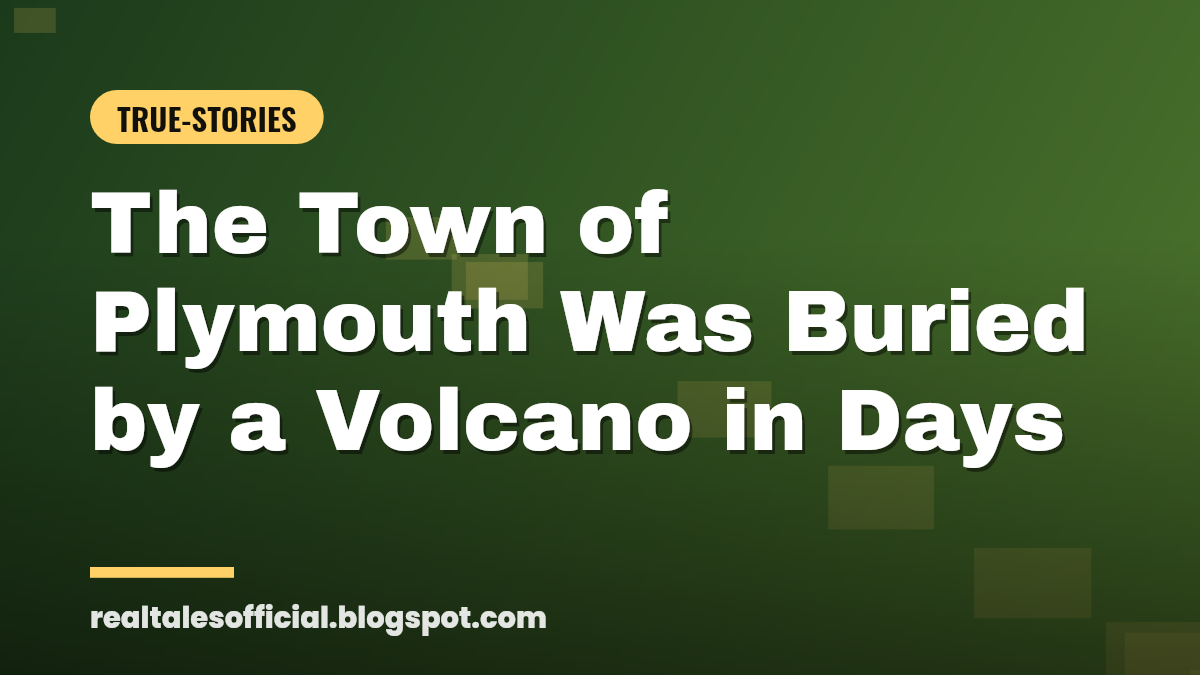 TRUE-STORIES
The Town of
Plymouth Was Buried
by a Volcano in Days
realtalesofficial.blogspot.com